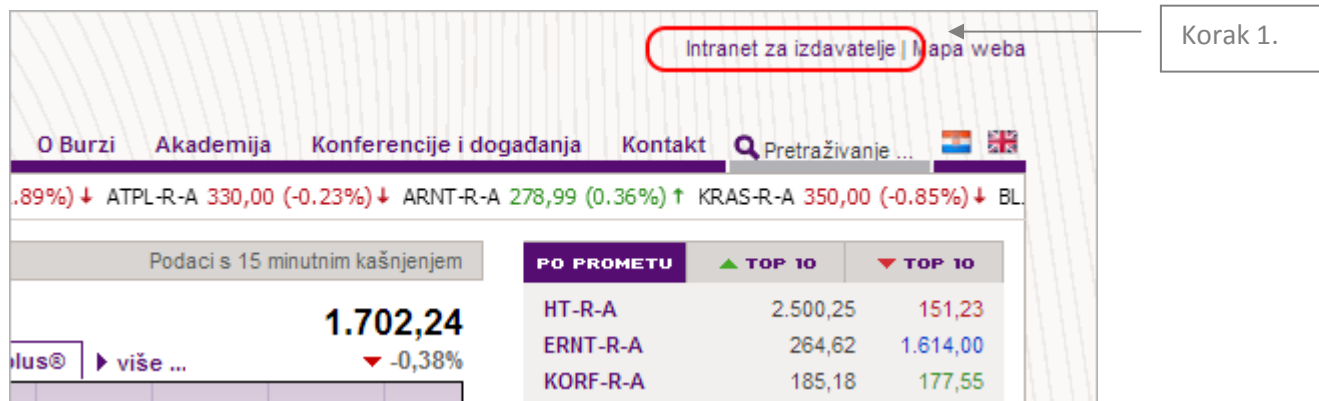 Intranet za izdavatelje | Mapa weba
Korak 1.
O Burzi Akademija Konferencije i događanja Kontakt Pretraživanje ...
.89%) ↓ ATPL-R-A 330,00 (-0.23%) ↓ ARNT-R-A 278,99 (0.36%) ↑ KRAS-R-A 350,00 (-0.85%) ↓ BL.
Podaci s 15 minutnim kašnjenjem
PO PROMETU ▲ TOP 10 ▼ TOP 10
HT-R-A 2.500,25 151,23
1.702,24
ERNT-R-A 264,62 1.614,00
plus® više ... ▼ -0,38%
KORF-R-A 185,18 177,55